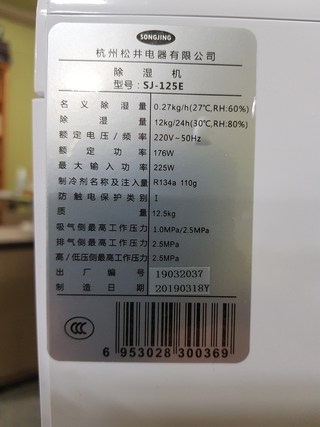 SONGJING
杭州松井电器有限公司
除湿机
型号: SJ-125E
名义除湿量 0.27kg/h(27℃,RH:60%)
除湿量 12kg/24h(30℃,RH:80%)
额定电压/频率 220V~50Hz
额定功率 176W
最大输入功率 225W
制冷剂名称及注入量 R134a 110g
防触电保护类别 I
质量 12.5kg
吸气侧最高工作压力 1.0MPa/2.5MPa
排气侧最高工作压力 2.5MPa
高/低压侧最高工作压力 2.5MPa
出厂编号 19032037
制造日期 20190318Y
CCC
6 953028 300369